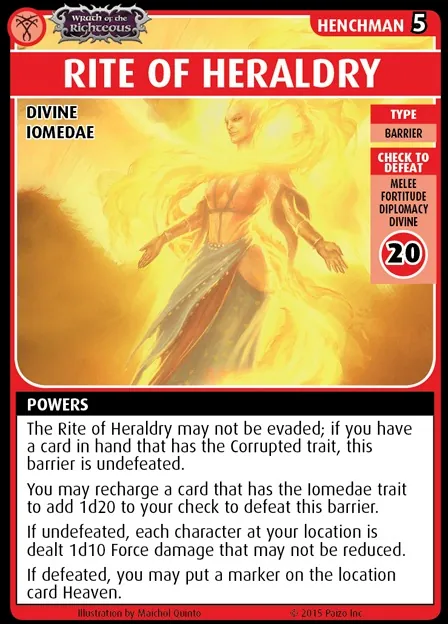 Wrath of the
Righteous
HENCHMAN 5
RITE OF HERALDRY
DIVINE
IOMEDAE
TYPE
BARRIER
CHECK TO
DEFEAT
MELEE
FORTITUDE
DIPLOMACY
DIVINE
20
POWERS
The Rite of Heraldry may not be evaded; if you have
a card in hand that has the Corrupted trait, this
barrier is undefeated.
You may recharge a card that has the Iomedae trait
to add 1d20 to your check to defeat this barrier.
If undefeated, each character at your location is
dealt 1d10 Force damage that may not be reduced.
If defeated, you may put a marker on the location
card Heaven.
Illustration by Maichol Quinto
© 2015 Paizo Inc.